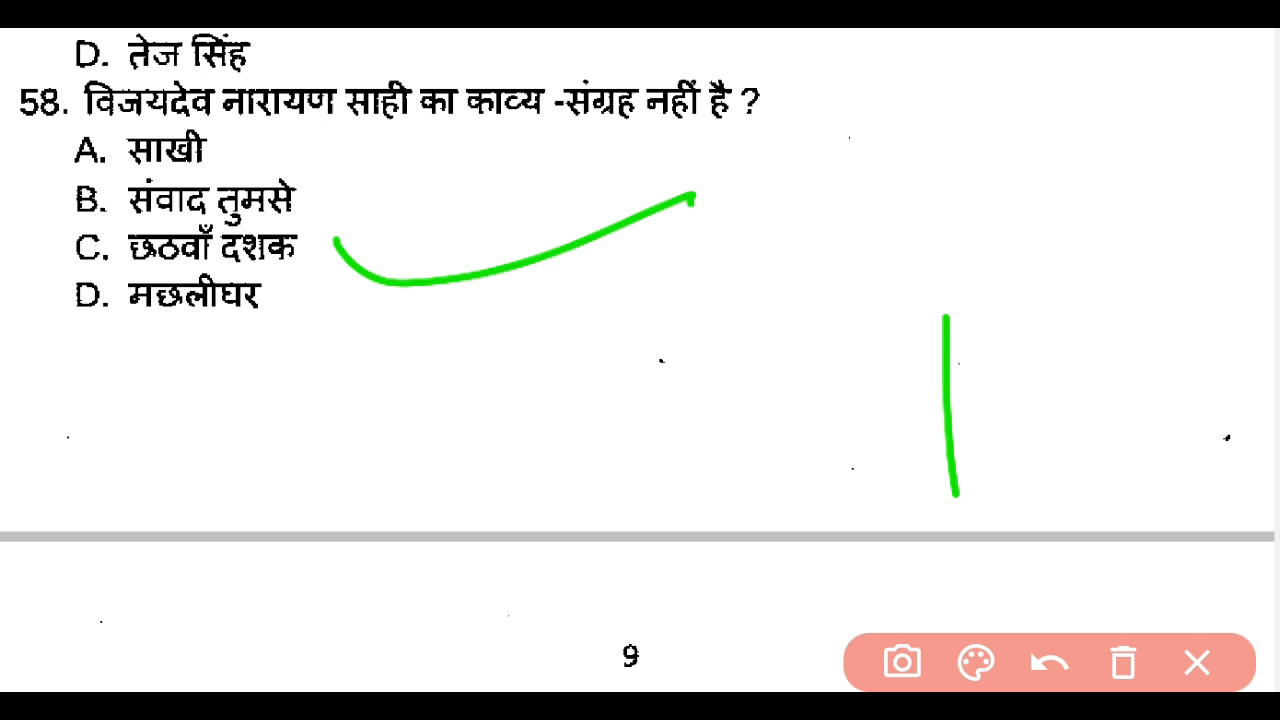 D. तेज सिंह
58. विजयदेव नारायण साही का काव्य -संग्रह नहीं है ?
A. साखी
B. संवाद तुमसे
C. छठवाँ दशक
D. मछलीघर
9